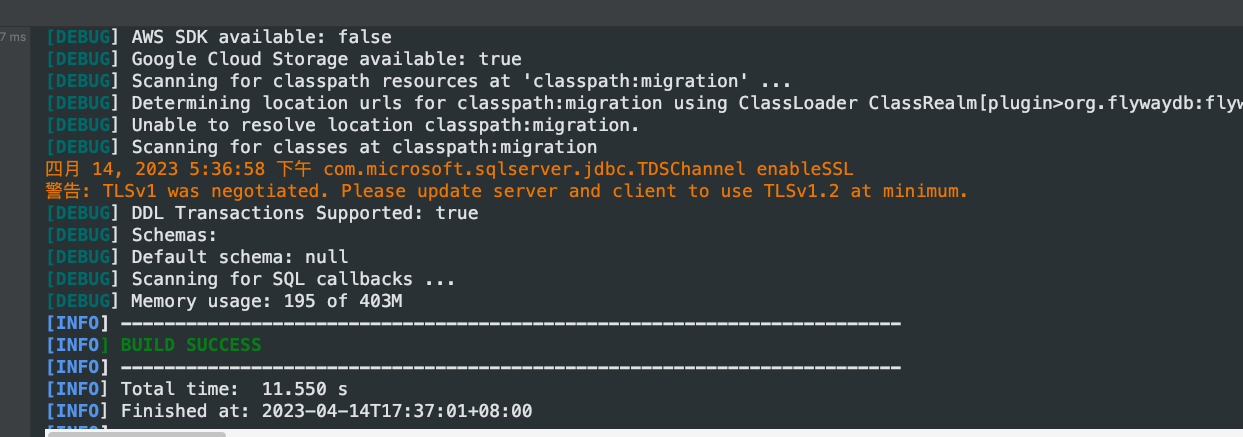 7 ms
[DEBUG] AWS SDK available: false
[DEBUG] Google Cloud Storage available: true
[DEBUG] Scanning for classpath resources at 'classpath:migration' ...
[DEBUG] Determining location urls for classpath:migration using ClassLoader ClassRealm[plugin>org.flywaydb:flyw
[DEBUG] Unable to resolve location classpath:migration.
[DEBUG] Scanning for classes at classpath:migration
四月 14, 2023 5:36:58 下午 com.microsoft.sqlserver.jdbc.TDSChannel enableSSL
警告: TLSv1 was negotiated. Please update server and client to use TLSv1.2 at minimum.
[DEBUG] DDL Transactions Supported: true
[DEBUG] Schemas:
[DEBUG] Default schema: null
[DEBUG] Scanning for SQL callbacks ...
[DEBUG] Memory usage: 195 of 403M
[INFO] ------------------------------------------------------------------------
[INFO] BUILD SUCCESS
[INFO] ------------------------------------------------------------------------
[INFO] Total time:  11.550 s
[INFO] Finished at: 2023-04-14T17:37:01+08:00